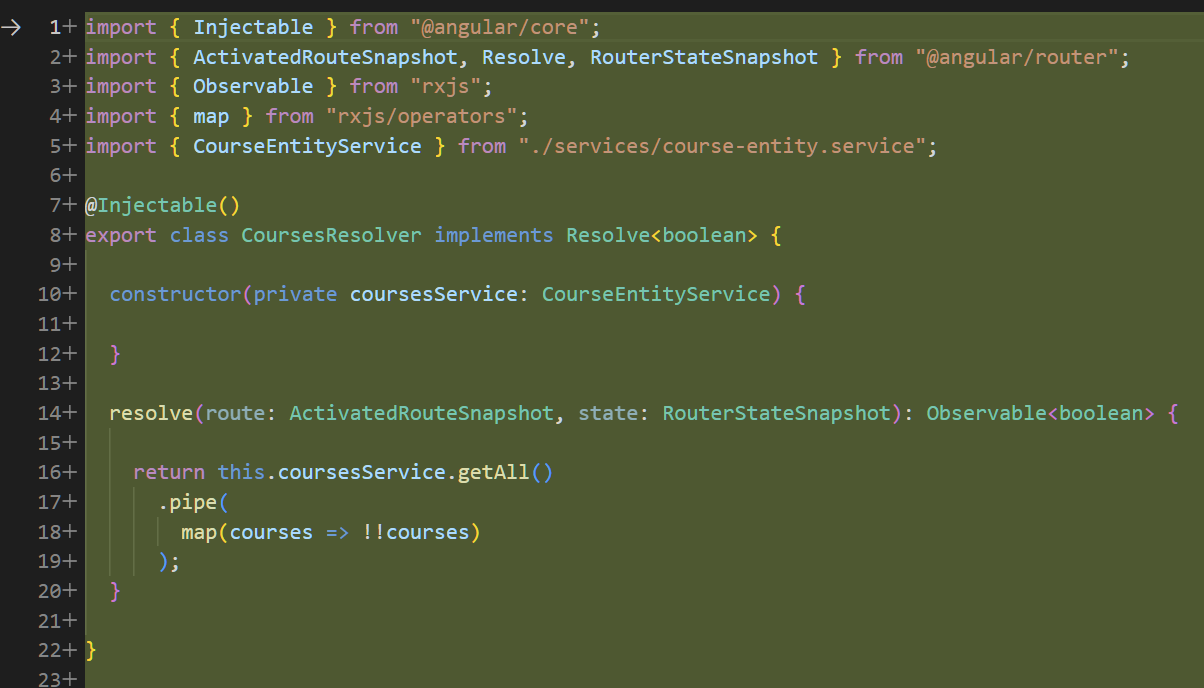 1+ import { Injectable } from "@angular/core";
2+ import { ActivatedRouteSnapshot, Resolve, RouterStateSnapshot } from "@angular/router";
3+ import { Observable } from "rxjs";
4+ import { map } from "rxjs/operators";
5+ import { CourseEntityService } from "./services/course-entity.service";
6+
7+ @Injectable()
8+ export class CoursesResolver implements Resolve<boolean> {
9+
10+   constructor(private coursesService: CourseEntityService) {
11+
12+   }
13+
14+   resolve(route: ActivatedRouteSnapshot, state: RouterStateSnapshot): Observable<boolean> {
15+
16+     return this.coursesService.getAll()
17+       .pipe(
18+         map(courses => !!courses)
19+       );
20+   }
21+
22+ }
23+